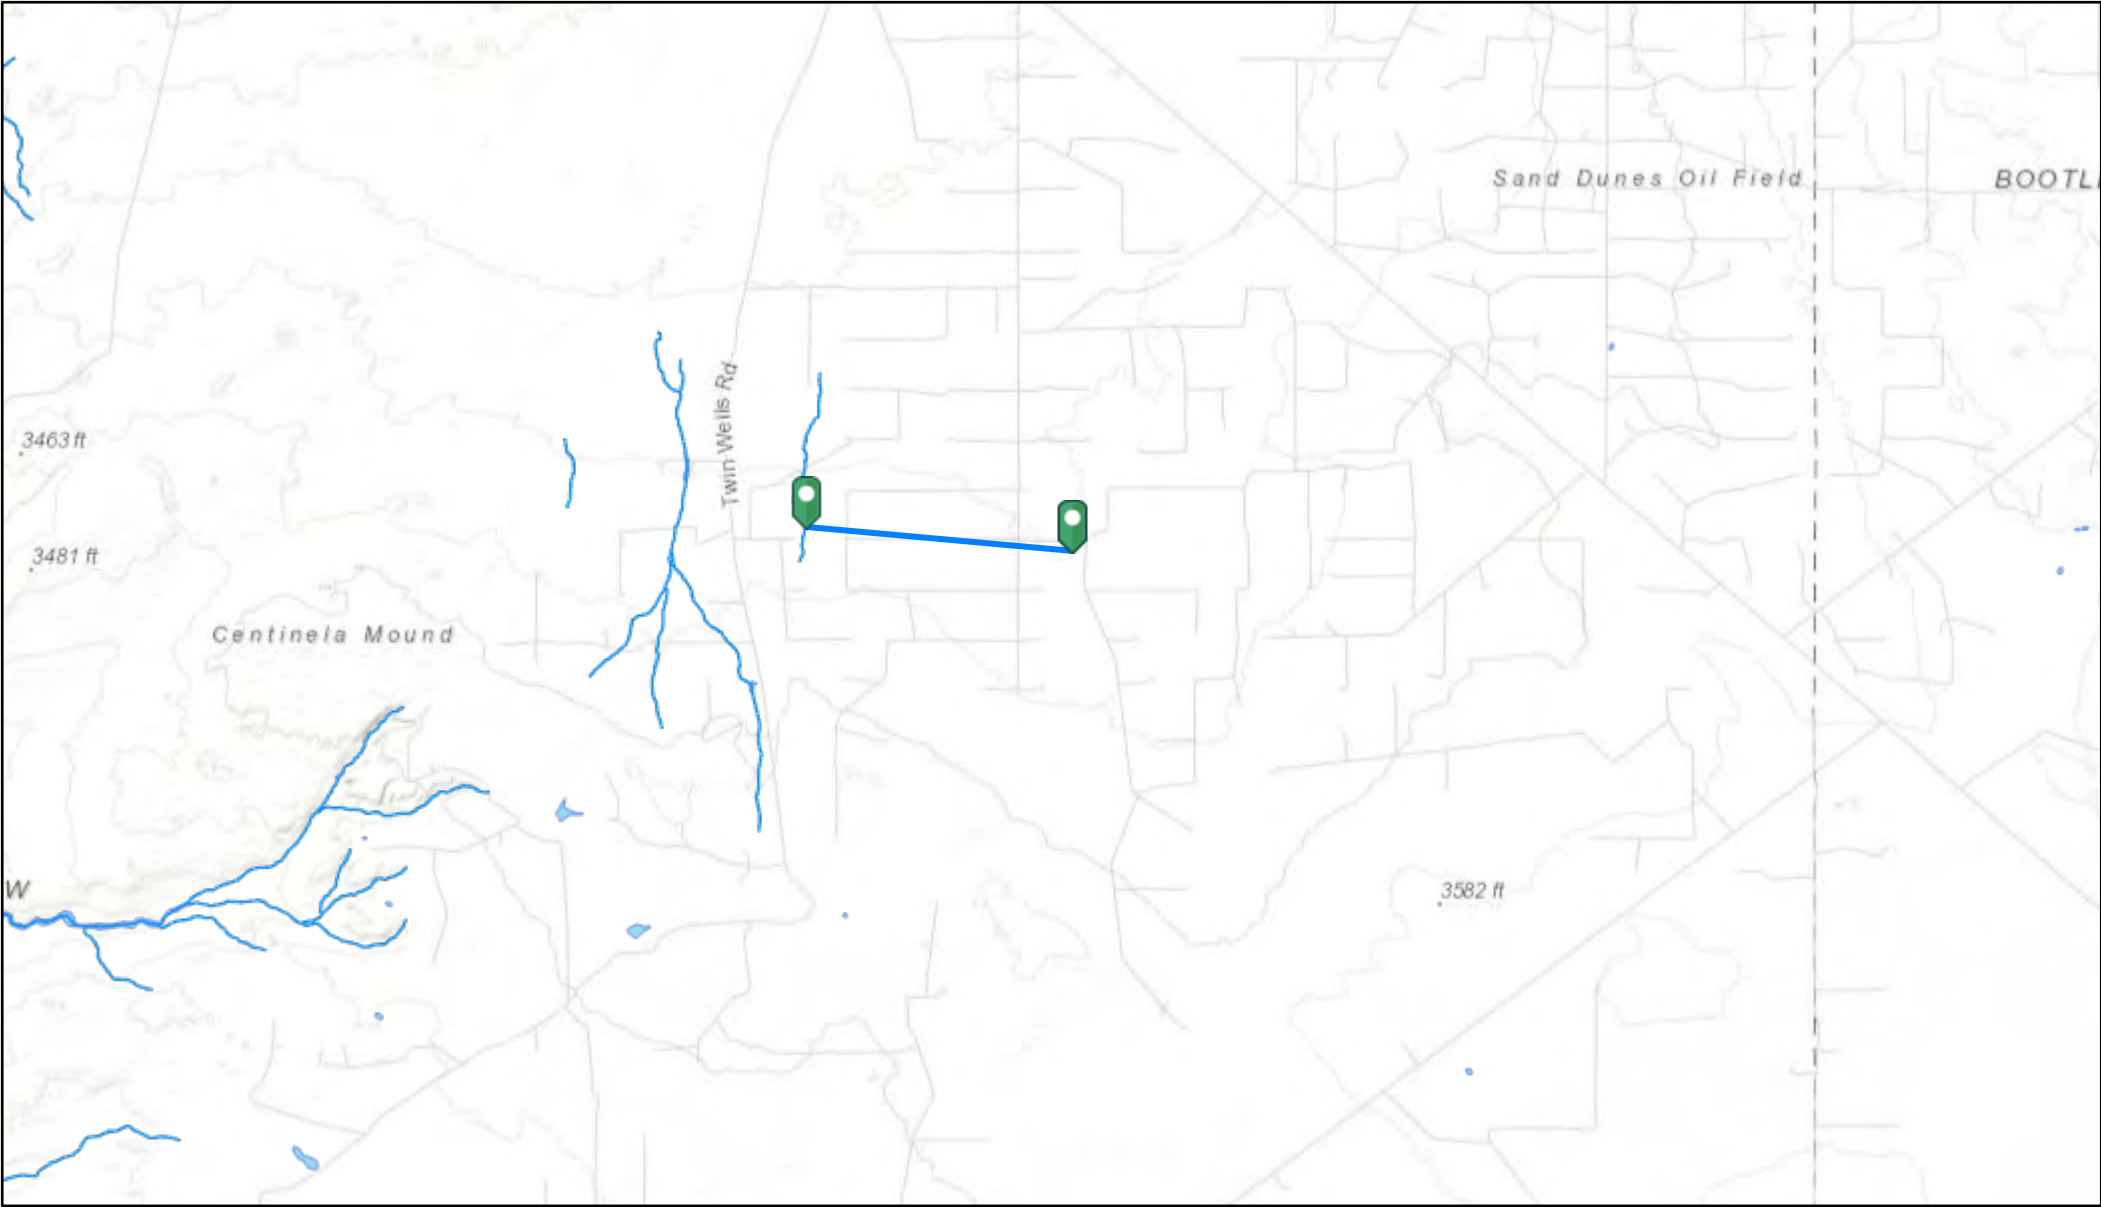 Sand Dunes Oil Field
BOOTL
Twin Wells Rd
3463 ft
3481 ft
Centinela Mound
W
3582 ft